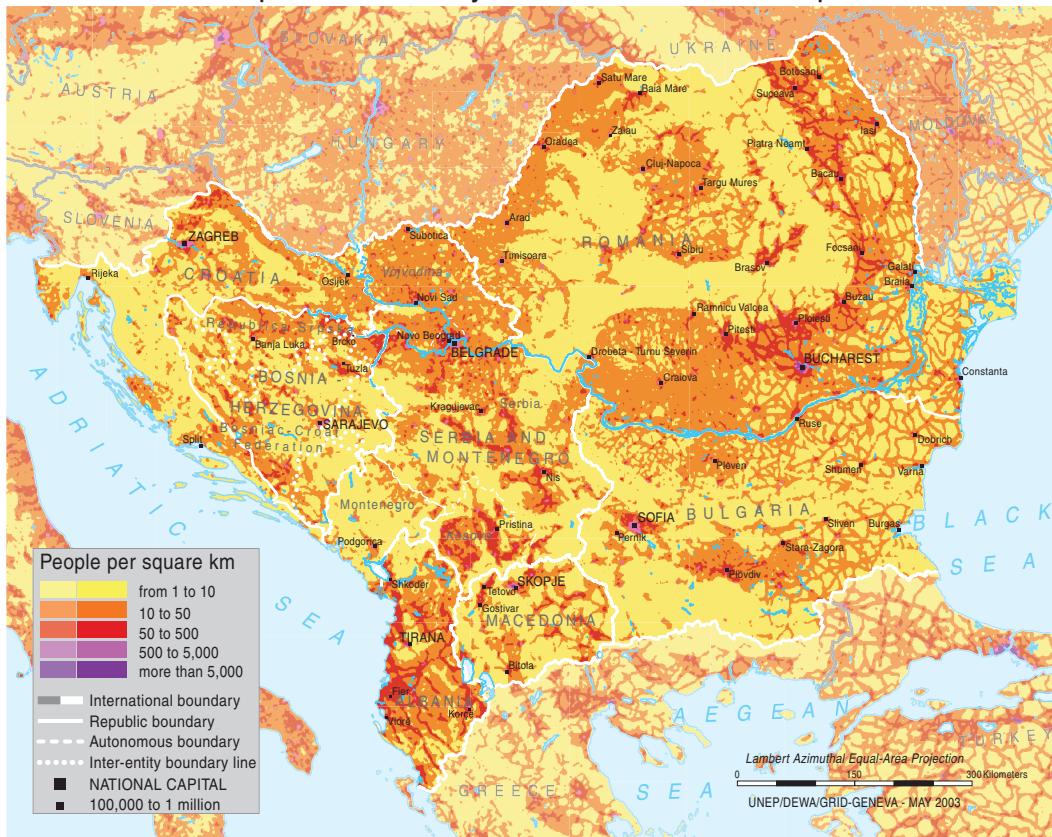 SLOVAKIA
UKRAINE
AUSTRIA
HUNGARY
MOLDOVA
SLOVENIA
Satu Mare
Baia Mare
Botosani
Suceava
Iasi
Zalau
Oradea
Cluj-Napoca
Piatra Neamt
Targu Mures
Bacau
ZAGREB
Subotica
Arad
ROMANIA
Sibiu
Focsani
CROATIA
Rijeka
Osijek
Vojvodina
Timisoara
Brasov
Galati
Braila
Novi Sad
Ramnicu Valcea
Buzau
Republica Srpska
Banja Luka
Brcko
Novo Beograd
BELGRADE
Pitesti
Ploiesti
Tuzla
Drobeta - Turnu Severin
BUCHAREST
BOSNIA -
HERZEGOVINA
Craiova
Constanta
Kragujevac
Serbia
SARAJEVO
Bosniac-Croat
Federation
Split
SERBIA AND
MONTENEGRO
Ruse
Dobrich
Pleven
Shumen
Varna
Nis
ADRIATIC
SEA
Montenegro
Pristina
Kosovo
SOFIA
Pernik
BULGARIA
Sliven
Burgas
BLACK
SEA
Podgorica
Stara-Zagora
Shkoder
SKOPJE
Tetovo
Gostivar
Plovdiv
MACEDONIA
TIRANA
Bitola
Fier
ALBANIA
Vlorë
Korçë
AEGEAN
SEA
TURKEY
GREECE
People per square km
from 1 to 10
10 to 50
50 to 500
500 to 5,000
more than 5,000
International boundary
Republic boundary
Autonomous boundary
Inter-entity boundary line
NATIONAL CAPITAL
100,000 to 1 million
Lambert Azimuthal Equal-Area Projection
0 150 300 Kilometers
UNEP/DEWA/GRID-GENEVA - MAY 2003